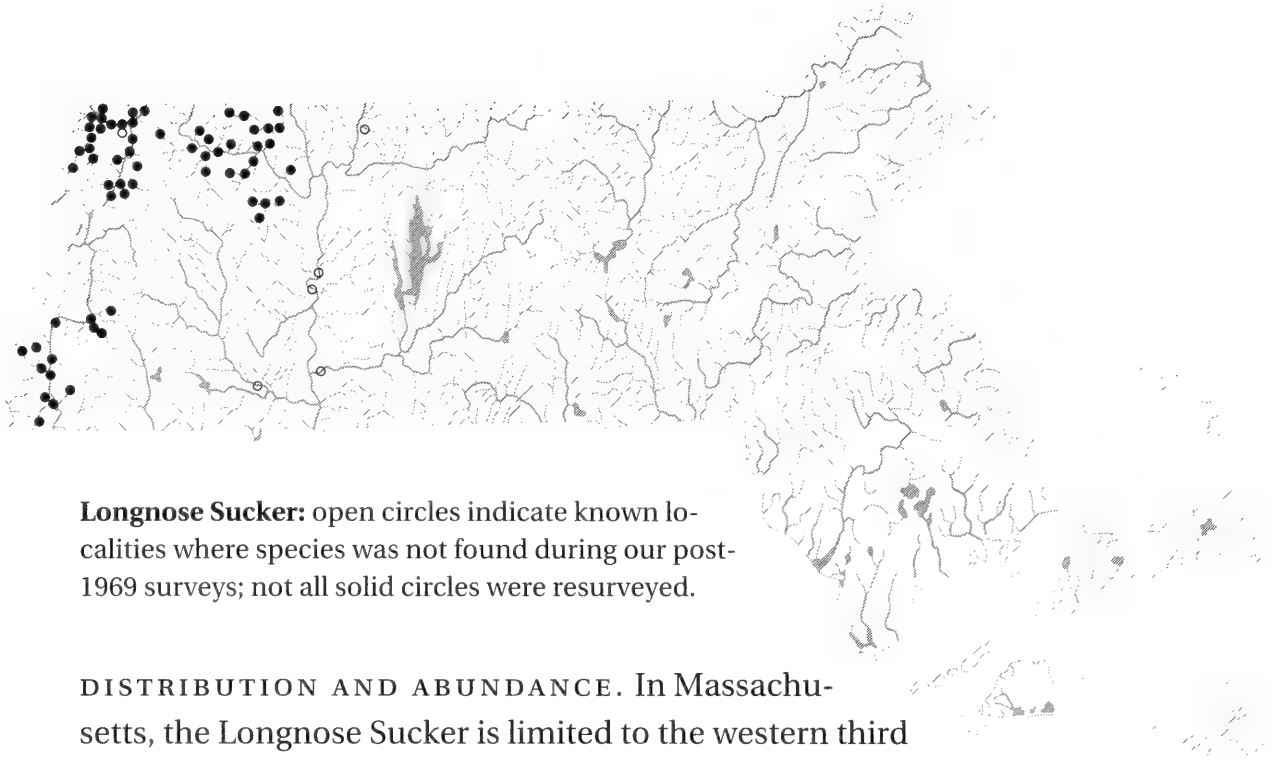 Longnose Sucker: open circles indicate known lo-
calities where species was not found during our post-
1969 surveys; not all solid circles were resurveyed.
DISTRIBUTION AND ABUNDANCE. In Massachu-
setts, the Longnose Sucker is limited to the western third